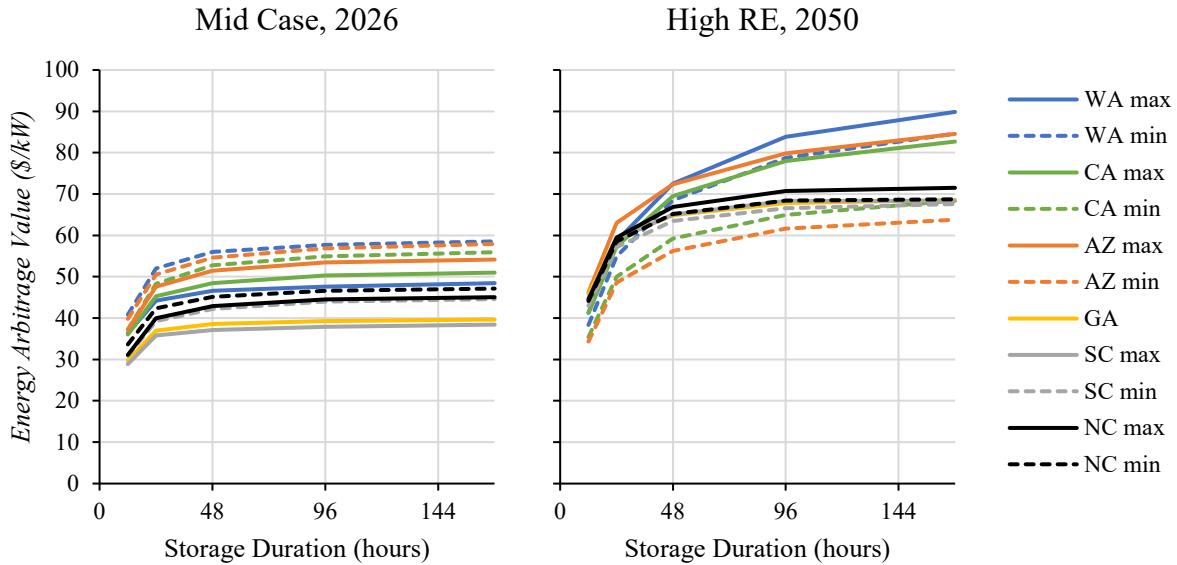 Mid Case, 2026
High RE, 2050
Energy Arbitrage Value ($/kW)
100
90
80
70
60
50
40
30
20
10
0
0 48 96 144
0 48 96 144
Storage Duration (hours)
Storage Duration (hours)
WA max
WA min
CA max
CA min
AZ max
AZ min
GA
SC max
SC min
NC max
NC min